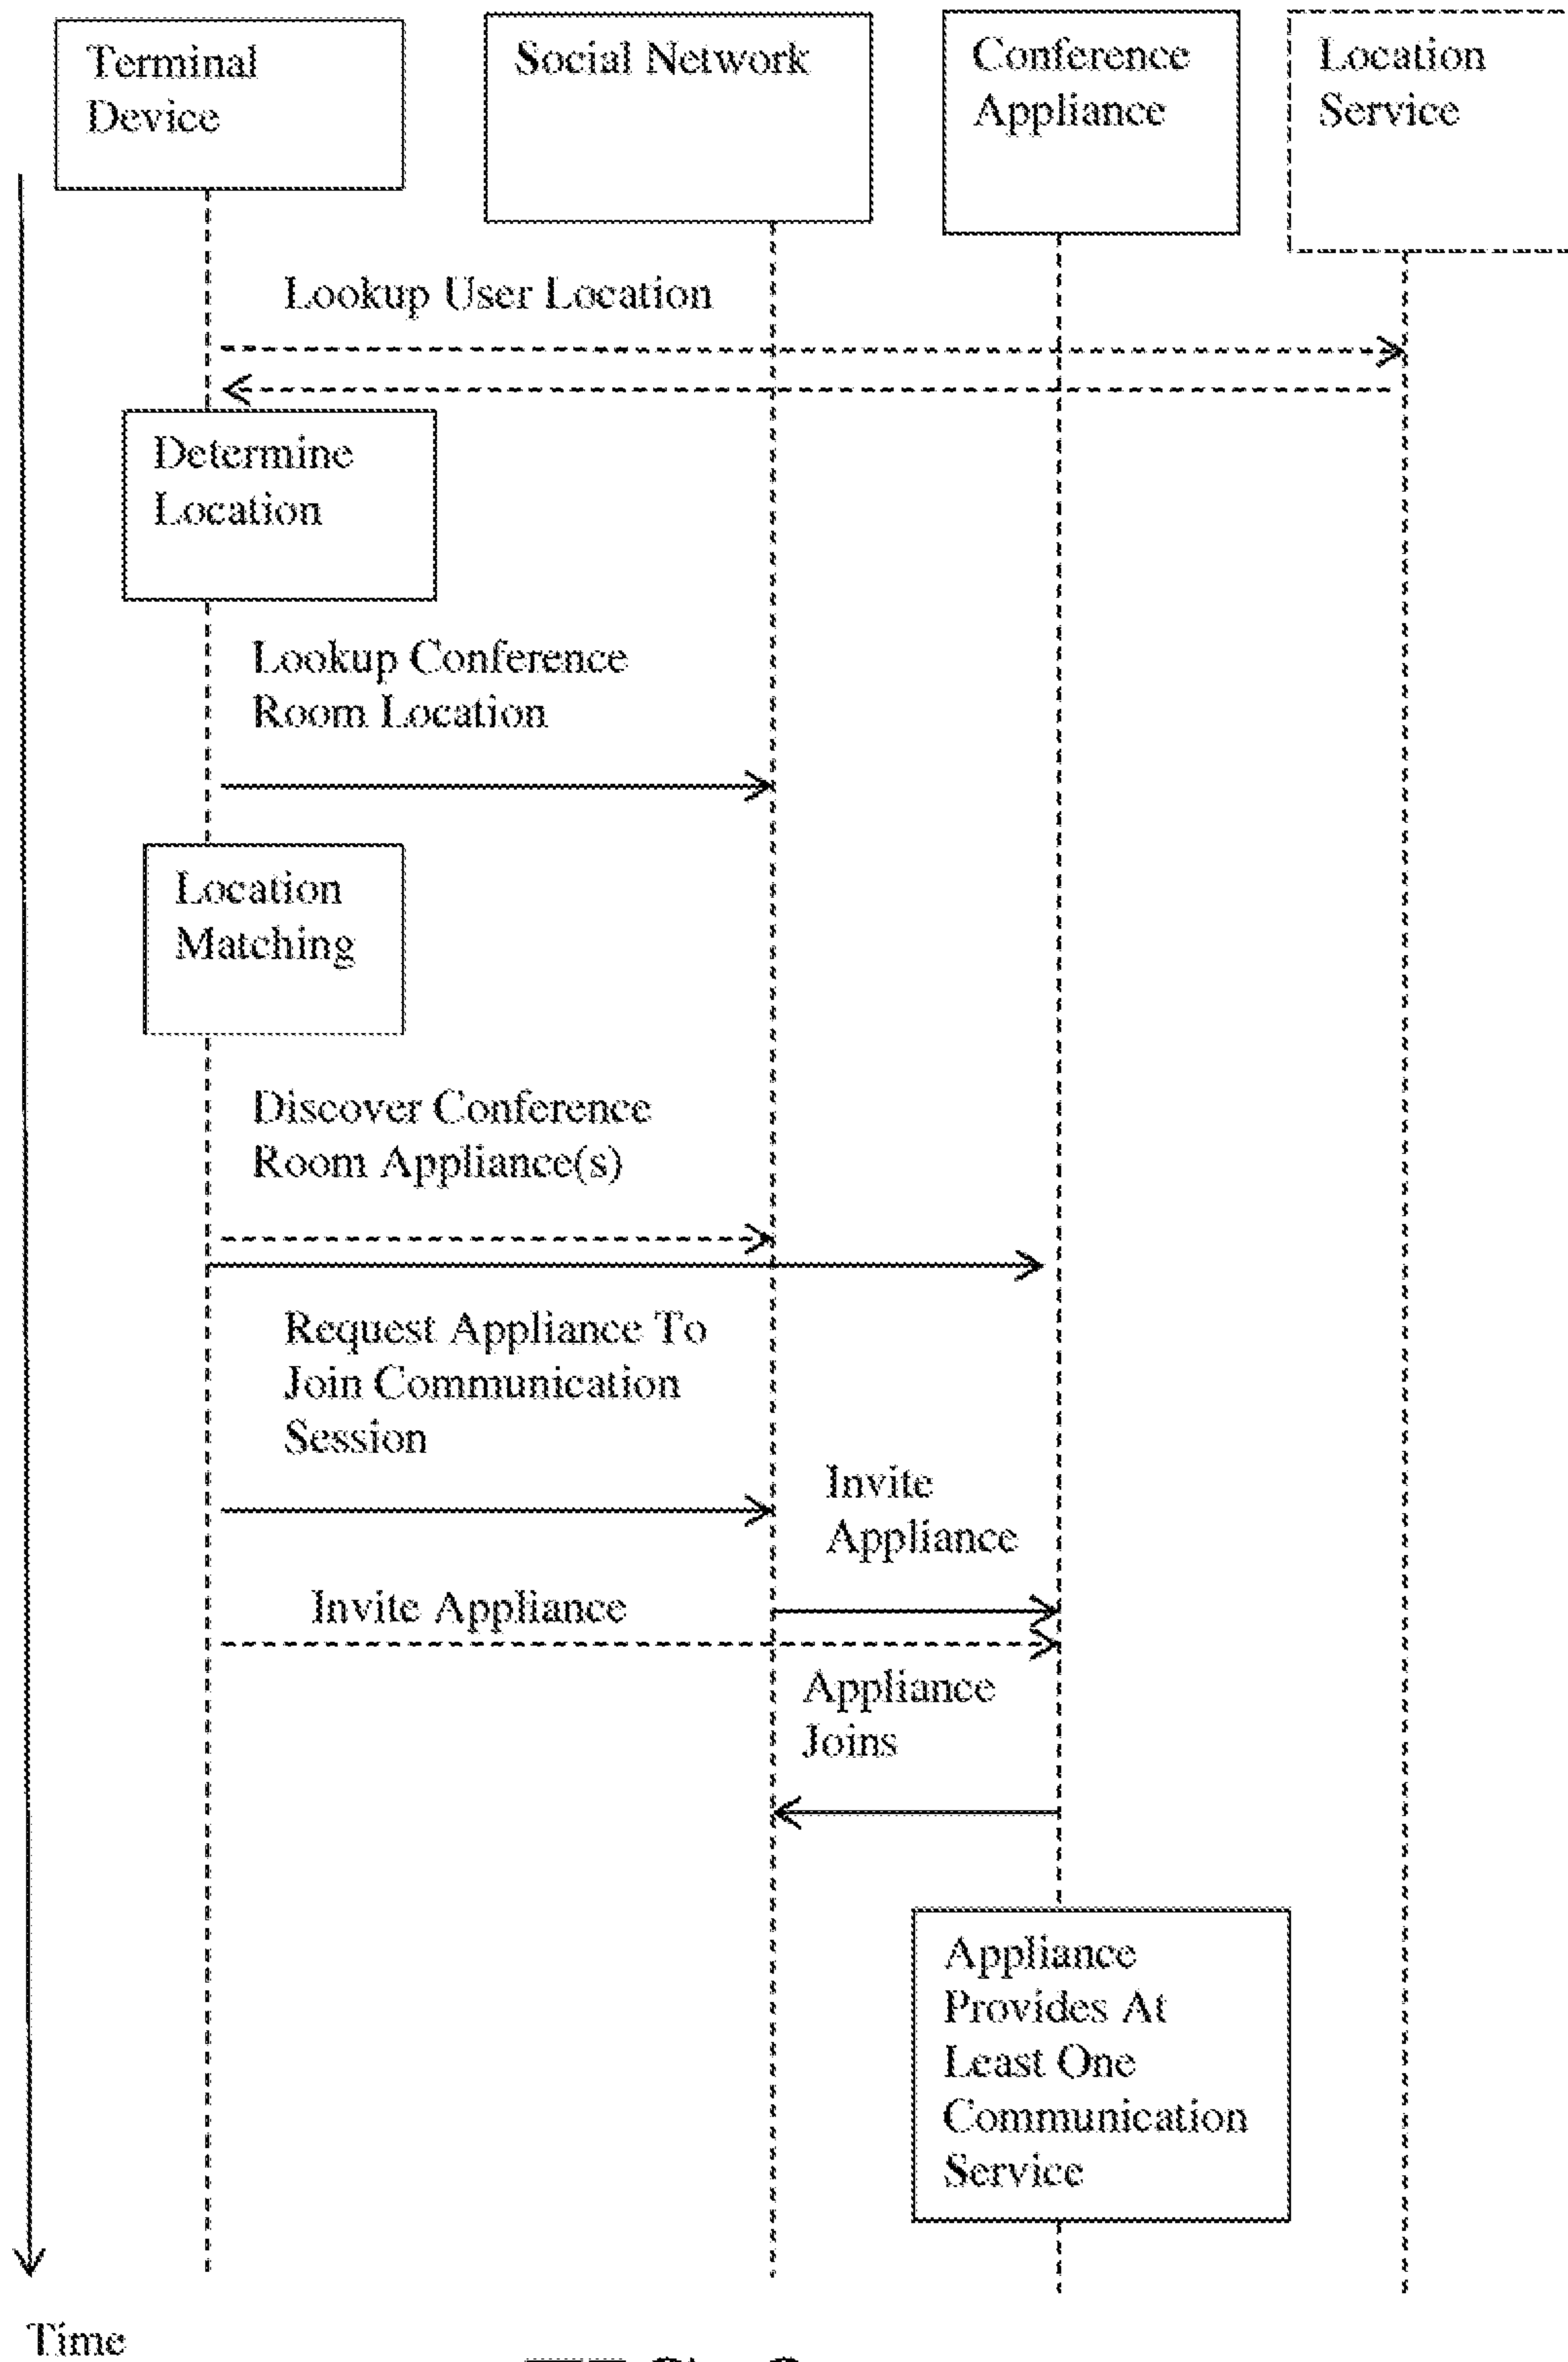 Terminal
Device
Social Network
Conference
Appliance
Location
Service
Lookup User Location
Determine
Location
Lookup Conference
Room Location
Location
Matching
Discover Conference
Room Appliance(s)
Request Appliance To
Join Communication
Session
Invite
Appliance
Invite Appliance
Appliance
Joins
Appliance
Provides At
Least One
Communication
Service
Time